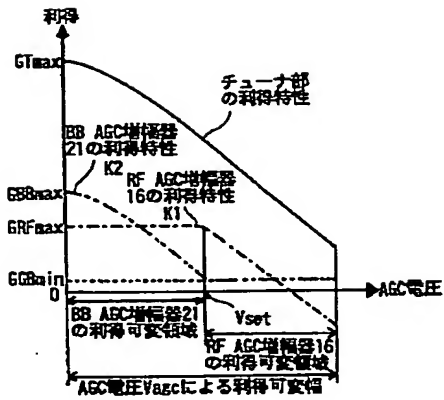 利得
GTmax
チューナ部
の利得特性
BB AGC増幅器
21の利得特性
K2
RF AGC増幅器
16の利得特性
K1
GBBmax
GRFmax
GGBmin
0
AGC電圧
BB AGC増幅器21
の利得可変領域
Vset
RF AGC増幅器16
の利得可変領域
AGC電圧Vagcによる利得可変幅